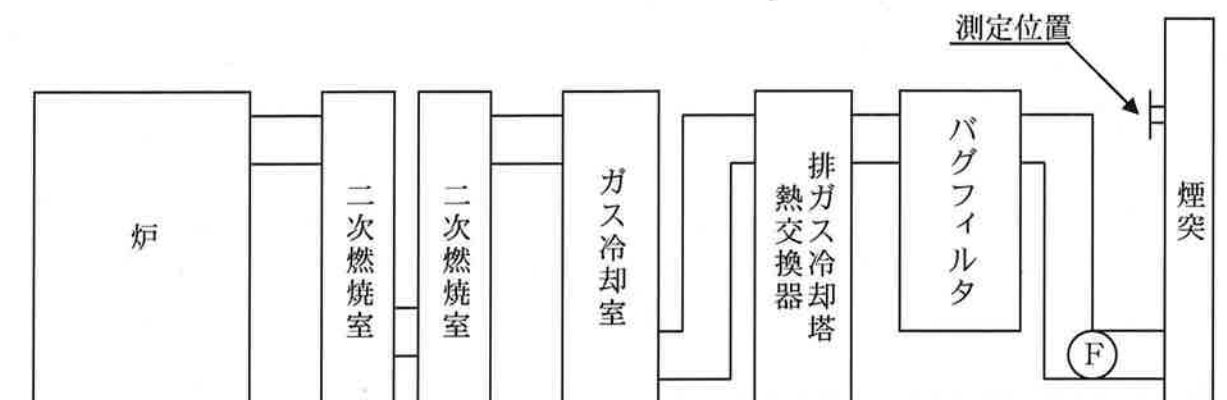 測定位置
炉
二次燃焼室
二次燃焼室
ガス冷却室
排ガス冷却塔
熱交換器
バグフィルタ
F
煙突